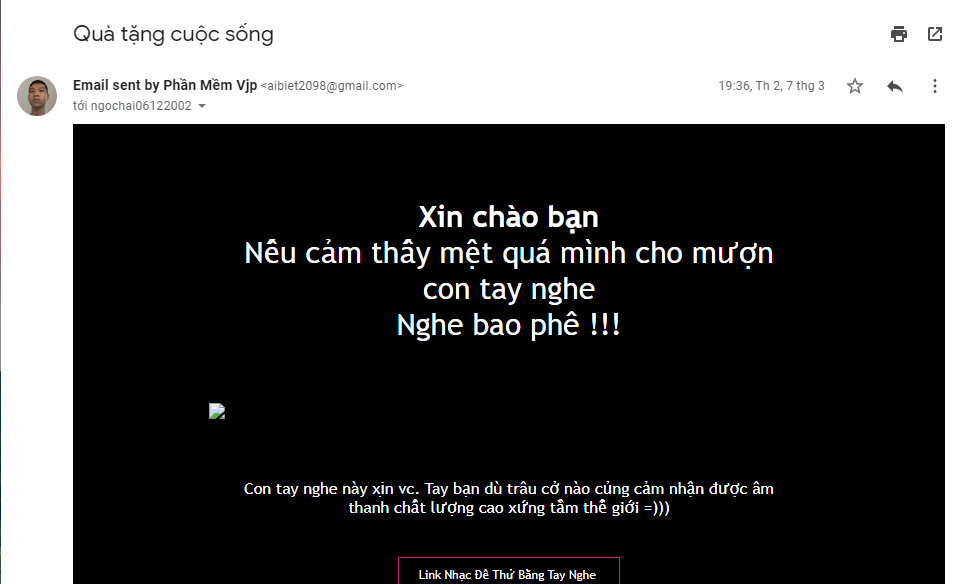 Quà tặng cuộc sống
Email sent by Phần Mềm Vjp <aibiet2098@gmail.com>
19:36, Th 2, 7 thg 3
tới ngochai06122002
Xin chào bạn
Nếu cảm thấy mệt quá mình cho mượn
con tay nghe
Nghe bao phê !!!
Con tay nghe này xịn vc. Tay bạn dù trâu cở nào củng cảm nhận được âm
thanh chất lượng cao xứng tầm thế giới =)))
Link Nhạc Để Thử Bằng Tay Nghe